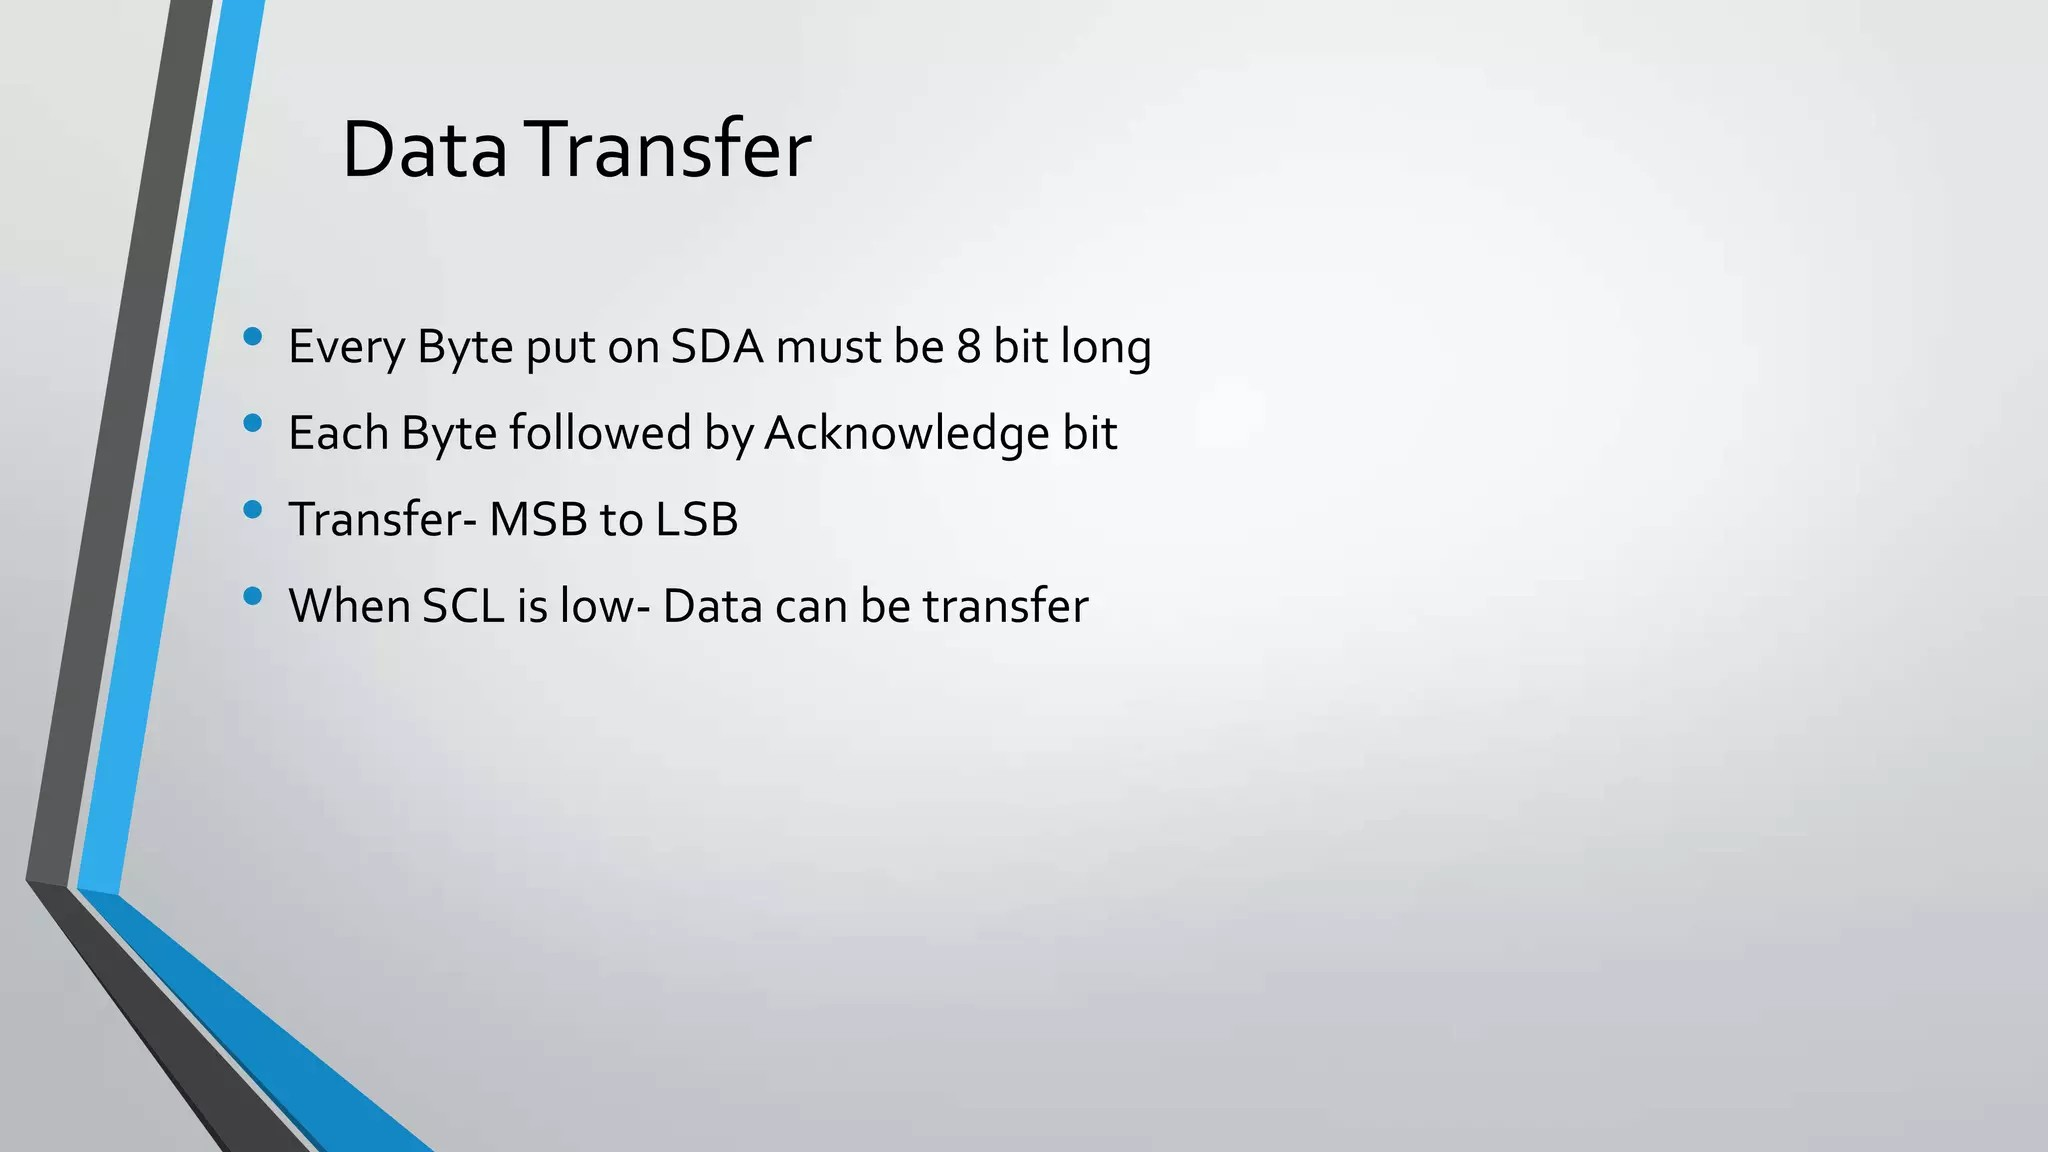 Data Transfer
• Every Byte put on SDA must be 8 bit long
• Each Byte followed by Acknowledge bit
• Transfer- MSB to LSB
• When SCL is low- Data can be transfer